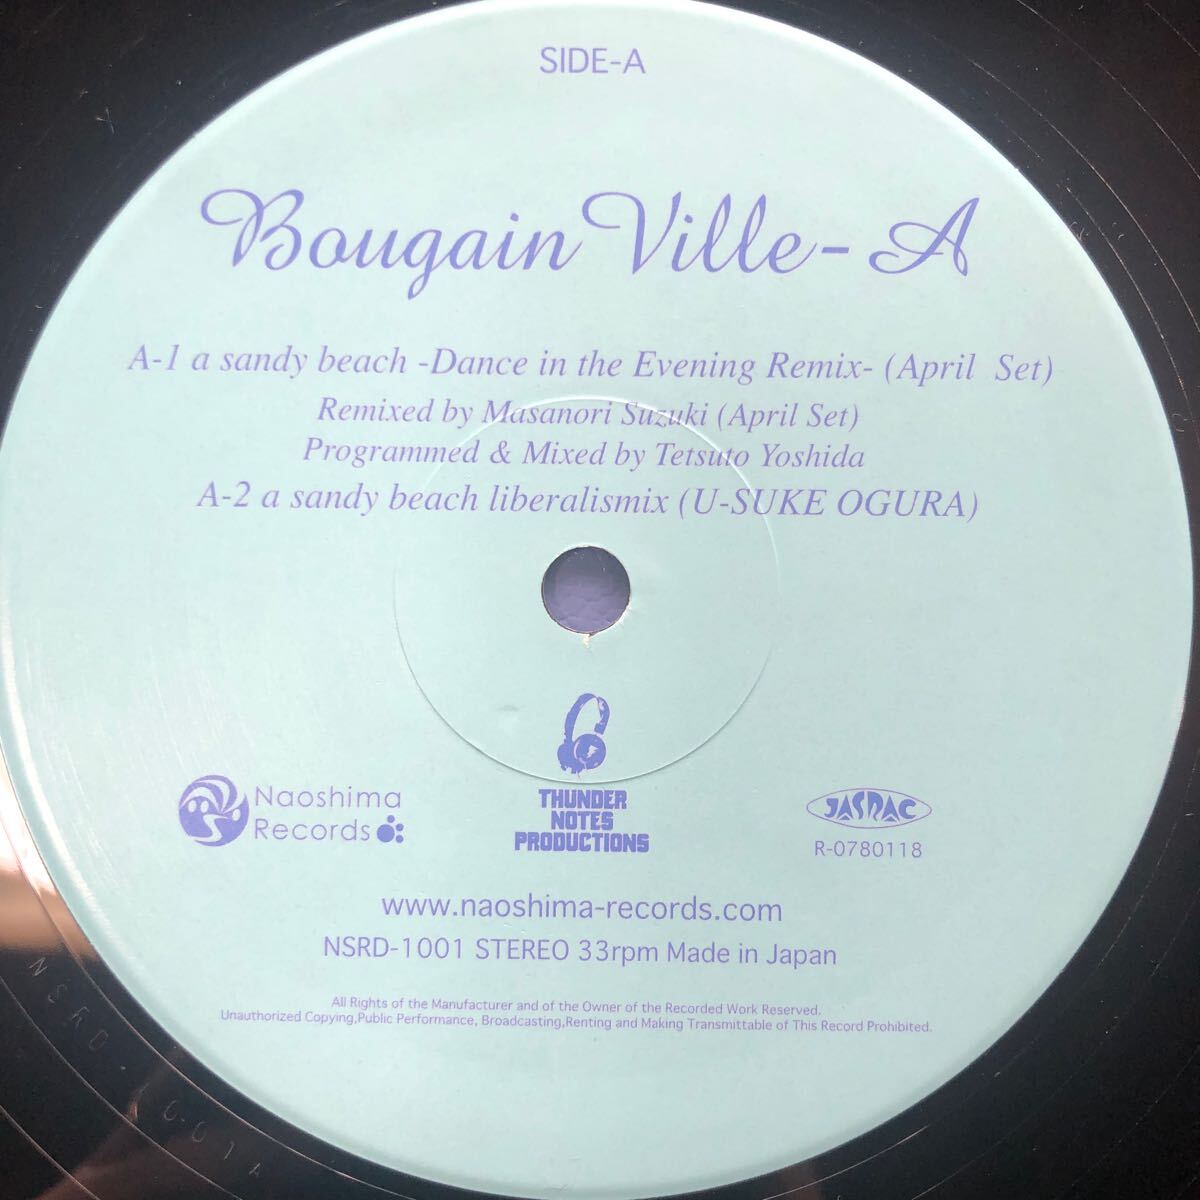 SIDE-A
Bougain Ville-A
A-1 a sandy beach -Dance in the Evening Remix- (April Set)
Remixed by Masanori Suzuki (April Set)
Programmed & Mixed by Tetsuto Yoshida
A-2 a sandy beach liberalismix (U-SUKE OGURA)
Naoshima
Records
THUNDER
NOTES
PRODUCTIONS
JASRAC
R-0780118
www.naoshima-records.com
NSRD-1001 STEREO 33rpm Made in Japan
All Rights of the Manufacturer and of the Owner of the Recorded Work Reserved.
Unauthorized Copying,Public Performance, Broadcasting,Renting and Making Transmittable of This Record Prohibited.